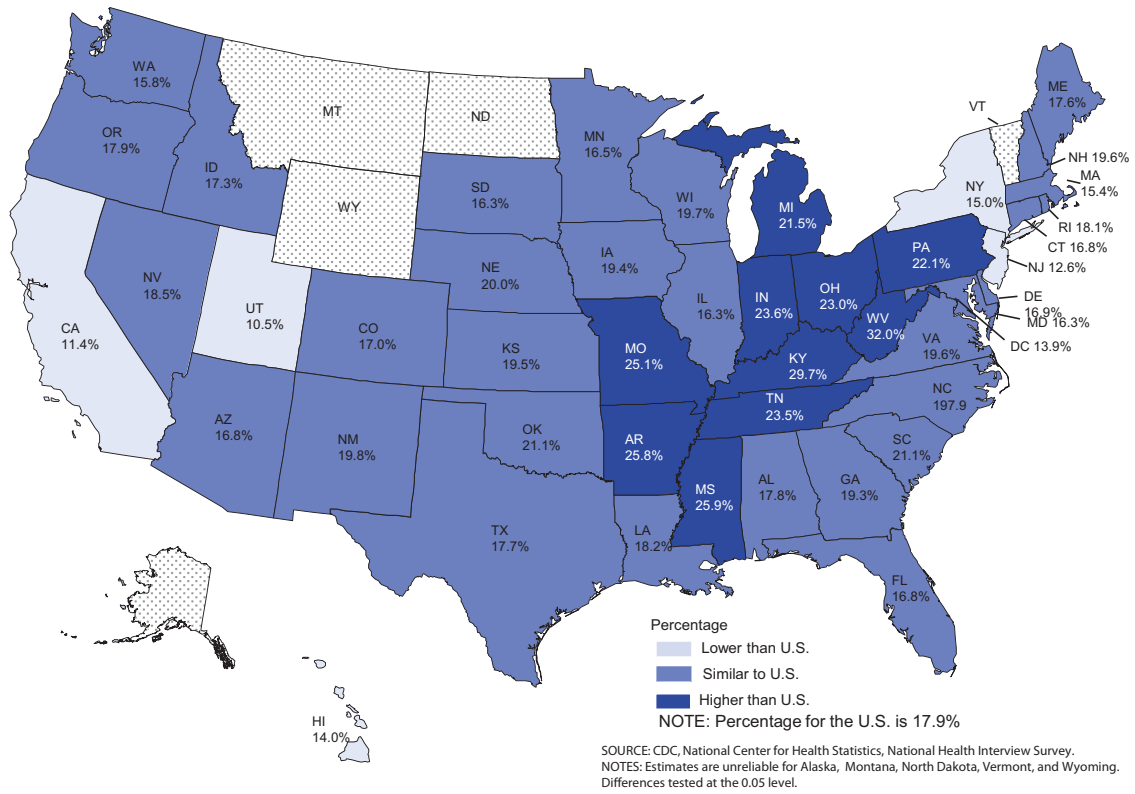 WA
15.8%
MT
ND
MN
16.5%
VT
ME
17.6%
OR
17.9%
ID
17.3%
SD
16.3%
WI
19.7%
MI
21.5%
NY
15.0%
NH 19.6%
MA
15.4%
WY
RI 18.1%
CT 16.8%
NJ 12.6%
NV
18.5%
UT
10.5%
NE
20.0%
IA
19.4%
IL
16.3%
IN
23.6%
OH
23.0%
PA
22.1%
DE
16.9%
MD 16.3%
DC 13.9%
CA
11.4%
CO
17.0%
KS
19.5%
MO
25.1%
KY
29.7%
WV
32.0%
VA
19.6%
AZ
16.8%
NM
19.8%
OK
21.1%
AR
25.8%
TN
23.5%
NC
197.9
SC
21.1%
TX
17.7%
LA
18.2%
MS
25.9%
AL
17.8%
GA
19.3%
FL
16.8%
HI
14.0%
Percentage
Lower than U.S.
Similar to U.S.
Higher than U.S.
NOTE: Percentage for the U.S. is 17.9%
SOURCE: CDC, National Center for Health Statistics, National Health Interview Survey.
NOTES: Estimates are unreliable for Alaska, Montana, North Dakota, Vermont, and Wyoming.
Differences tested at the 0.05 level.